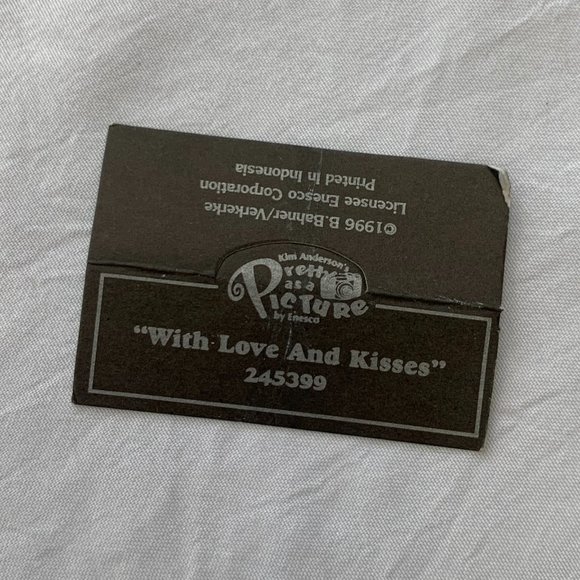 ©1996 B.Bahner/Verkerke
Licensee Enesco Corporation
Printed In Indonesia
Kim Anderson's
Pretty
as a
Picture
by Enesco
“With Love And Kisses”
245399